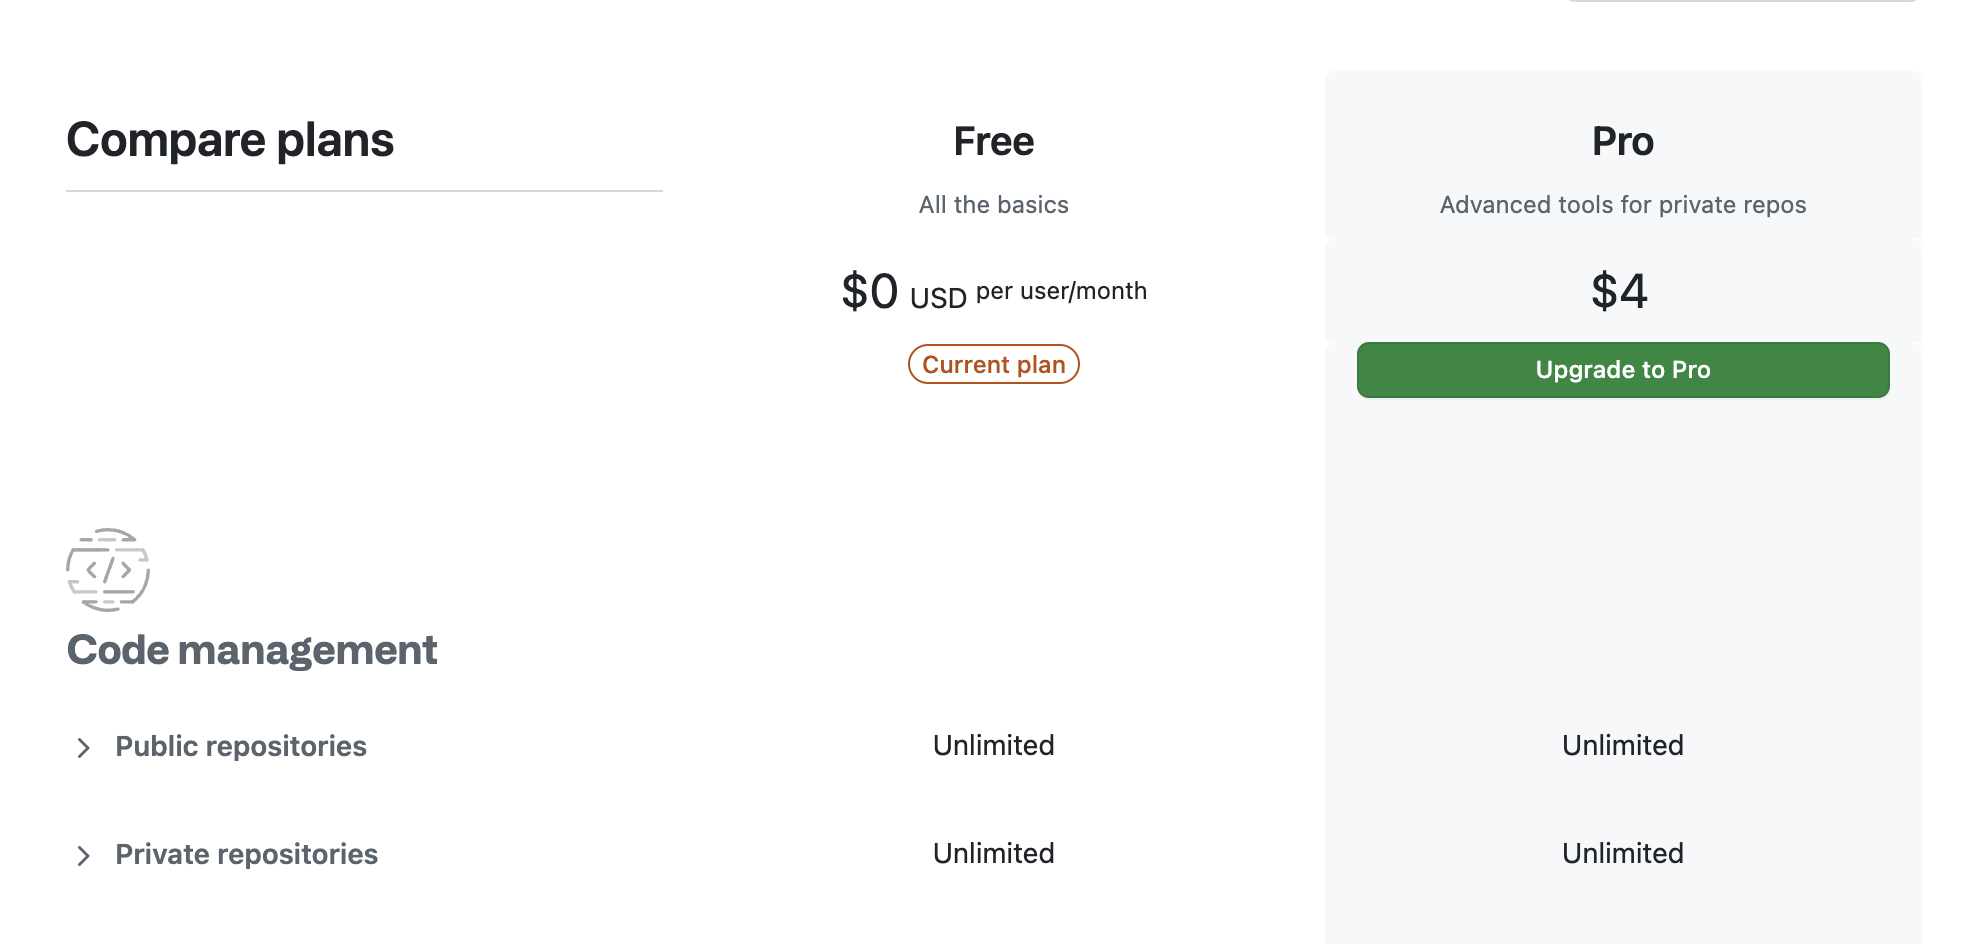 Compare plans
Free
All the basics
$0 USD per user/month
Current plan
Pro
Advanced tools for private repos
$4
Upgrade to Pro
</>
Code management
Public repositories
Unlimited
Unlimited
Private repositories
Unlimited
Unlimited